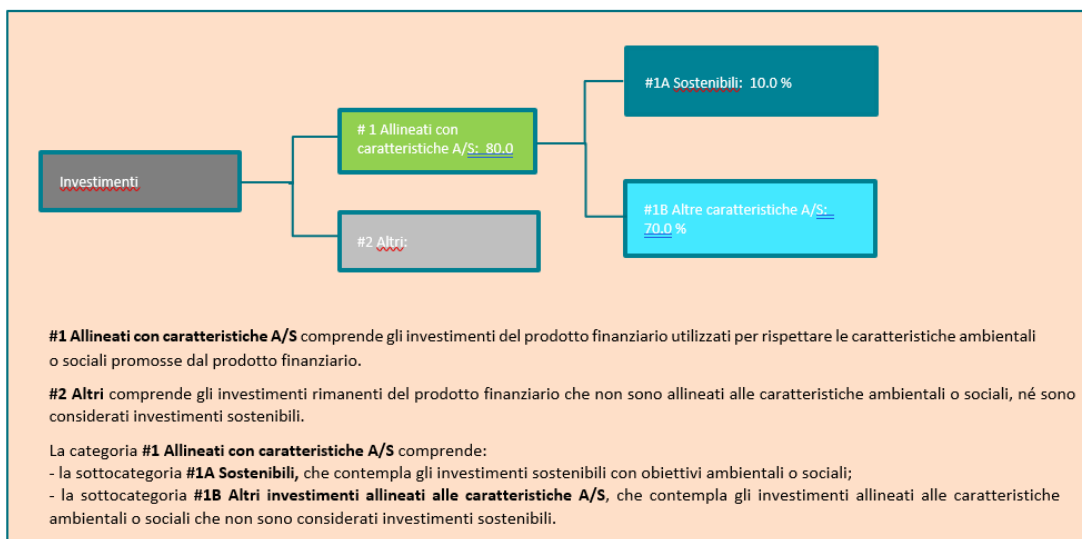 #1A Sostenibili: 10.0 %
# 1 Allineati con
caratteristiche A/S: 80.0
Investimenti
#1B Altre caratteristiche A/S:
70.0 %
#2 Altri:
#1 Allineati con caratteristiche A/S comprende gli investimenti del prodotto finanziario utilizzati per rispettare le caratteristiche ambientali
o sociali promosse dal prodotto finanziario.
#2 Altri comprende gli investimenti rimanenti del prodotto finanziario che non sono allineati alle caratteristiche ambientali o sociali, né sono
considerati investimenti sostenibili.
La categoria #1 Allineati con caratteristiche A/S comprende:
- la sottocategoria #1A Sostenibili, che contempla gli investimenti sostenibili con obiettivi ambientali o sociali;
- la sottocategoria #1B Altri investimenti allineati alle caratteristiche A/S, che contempla gli investimenti allineati alle caratteristiche
ambientali o sociali che non sono considerati investimenti sostenibili.